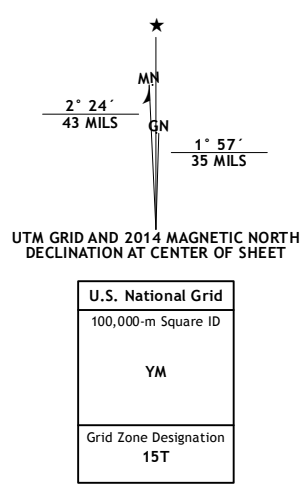 MN
2° 24´
43 MILS
GN
1° 57´
35 MILS
UTM GRID AND 2014 MAGNETIC NORTH
DECLINATION AT CENTER OF SHEET
U.S. National Grid
100,000-m Square ID
YM
Grid Zone Designation
15T